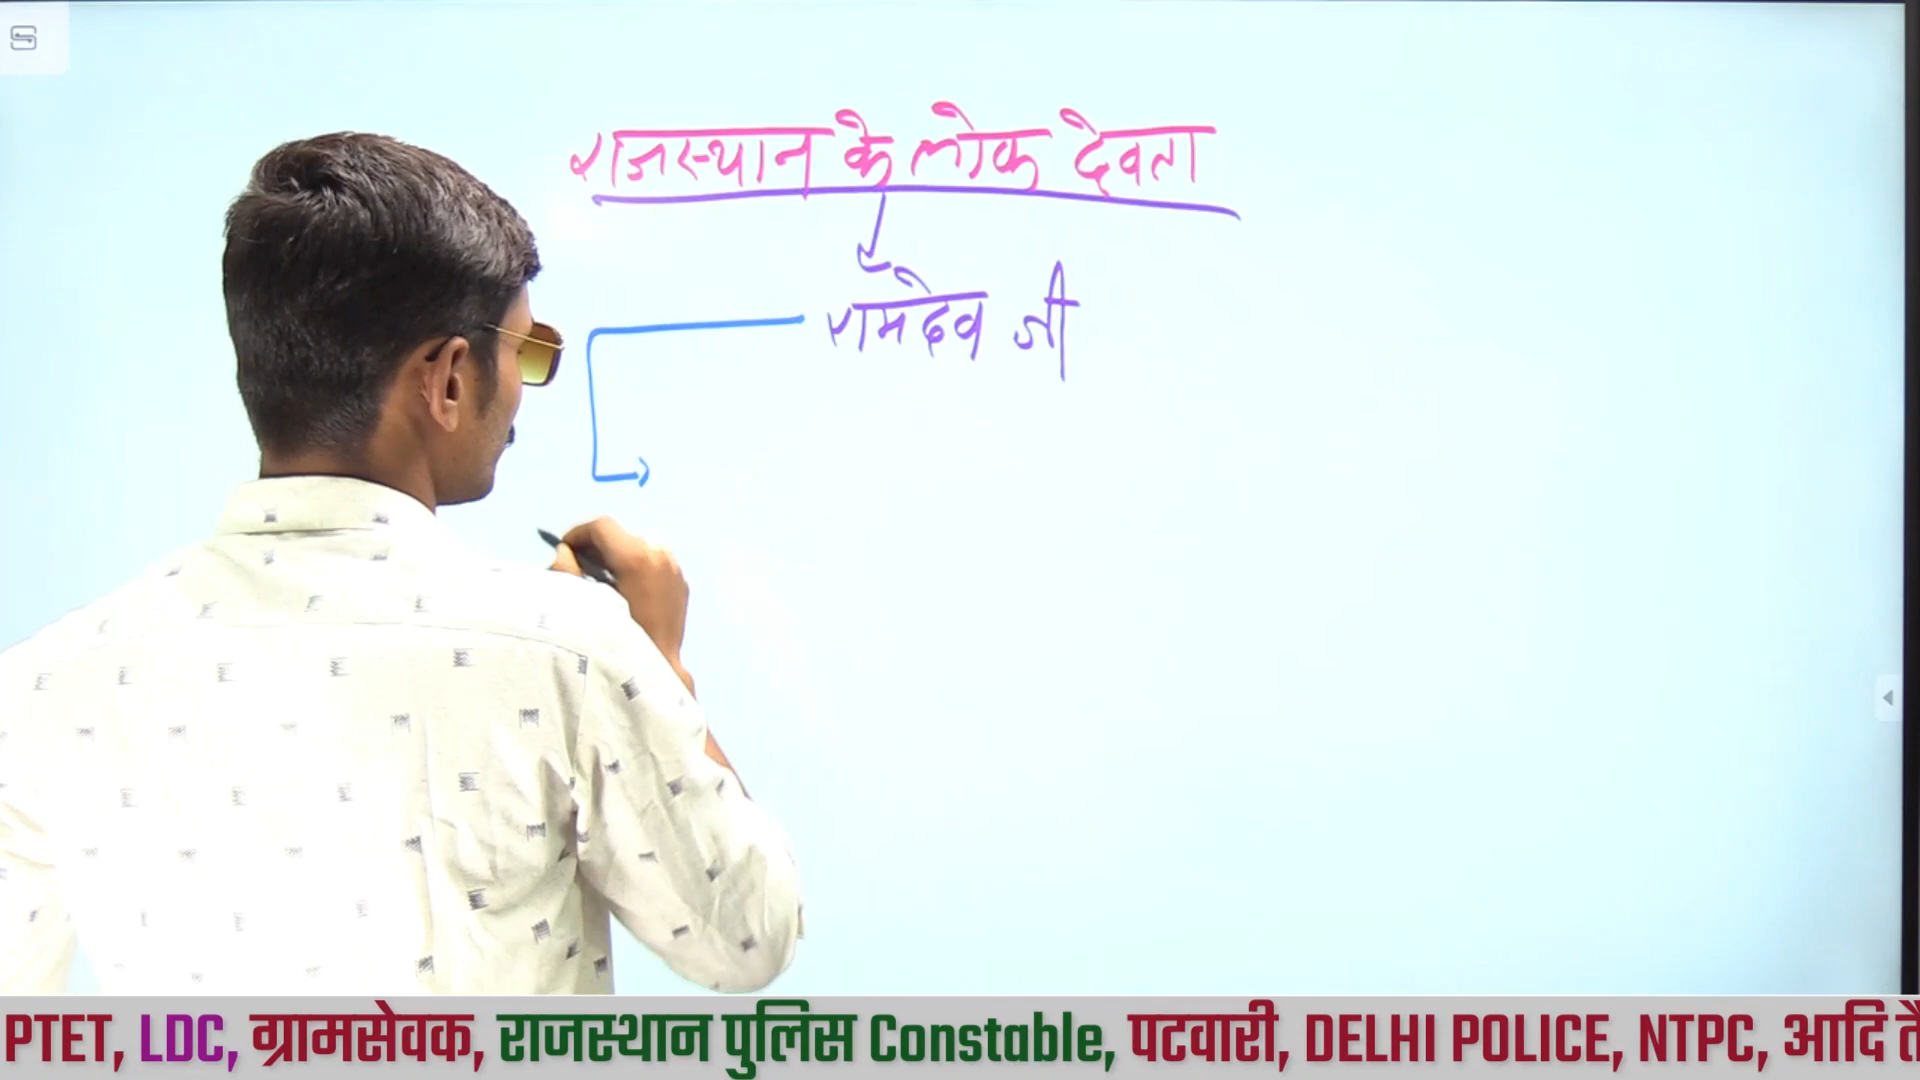 राजस्थान के लोक देवता
रामदेव जी
PTET, LDC, ग्रामसेवक, राजस्थान पुलिस Constable, पटवारी, DELHI POLICE, NTPC, आदि